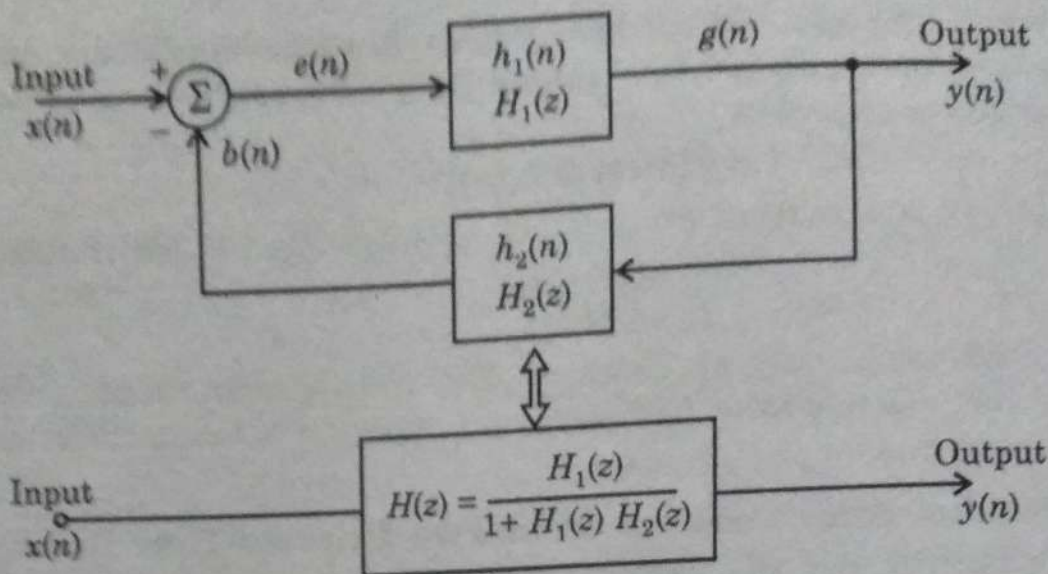 Input
x(n)
+
−
Σ
e(n)
b(n)
h₁(n)
H₁(z)
g(n)
Output
y(n)
h₂(n)
H₂(z)
Input
x(n)
H(z) = H₁(z) / 1 + H₁(z) H₂(z)
Output
y(n)